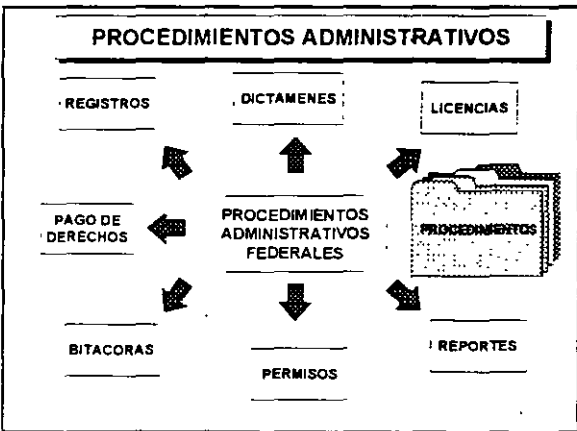 PROCEDIMIENTOS ADMINISTRATIVOS
REGISTROS
DICTAMENES
LICENCIAS
PAGO DE
DERECHOS
PROCEDIMIENTOS
ADMINISTRATIVOS
FEDERALES
PROCEDIMIENTOS
BITACORAS
PERMISOS
REPORTES